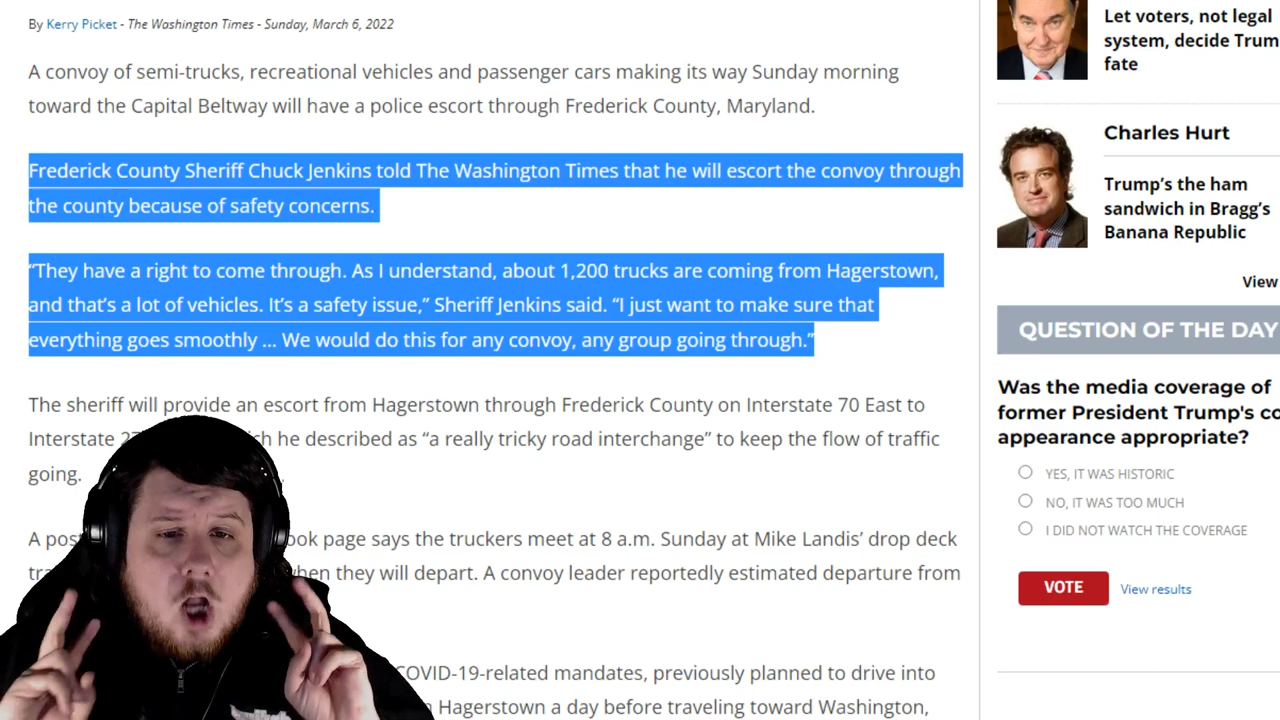 By Kerry Picket - The Washington Times - Sunday, March 6, 2022
A convoy of semi-trucks, recreational vehicles and passenger cars making its way Sunday morning
toward the Capital Beltway will have a police escort through Frederick County, Maryland.
Frederick County Sheriff Chuck Jenkins told The Washington Times that he will escort the convoy through
the county because of safety concerns.
“They have a right to come through. As I understand, about 1,200 trucks are coming from Hagerstown,
and that’s a lot of vehicles. It’s a safety issue,” Sheriff Jenkins said. “I just want to make sure that
everything goes smoothly ... We would do this for any convoy, any group going through.”
The sheriff will provide an escort from Hagerstown through Frederick County on Interstate 70 East to
Interstate he described as “a really tricky road interchange” to keep the flow of traffic
going.
A page says the truckers meet at 8 a.m. Sunday at Mike Landis’ drop deck
when they will depart. A convoy leader reportedly estimated departure from
COVID-19-related mandates, previously planned to drive into
Hagerstown a day before traveling toward Washington,
Let voters, not legal
system, decide
fate
Charles Hurt
Trump’s the ham
sandwich in Bragg’s
Banana Republic
View
QUESTION OF THE DAY
Was the media coverage of
former President Trump's
appearance appropriate?
YES, IT WAS HISTORIC
NO, IT WAS TOO MUCH
I DID NOT WATCH THE COVERAGE
VOTE
View results